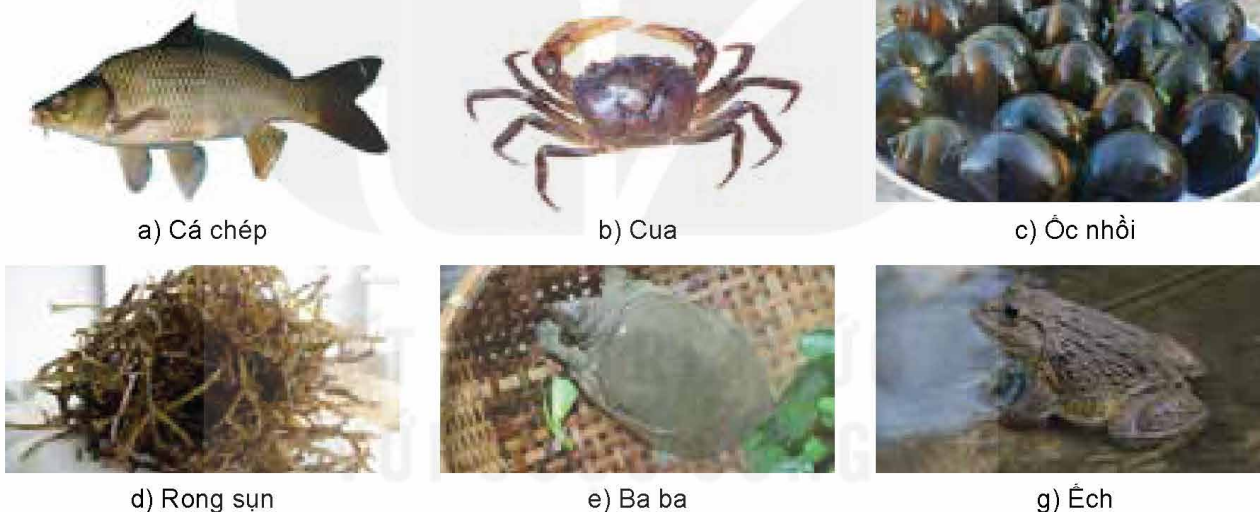 a) Cá chép
b) Cua
c) Ốc nhồi
d) Rong sụn
e) Ba ba
g) Ếch